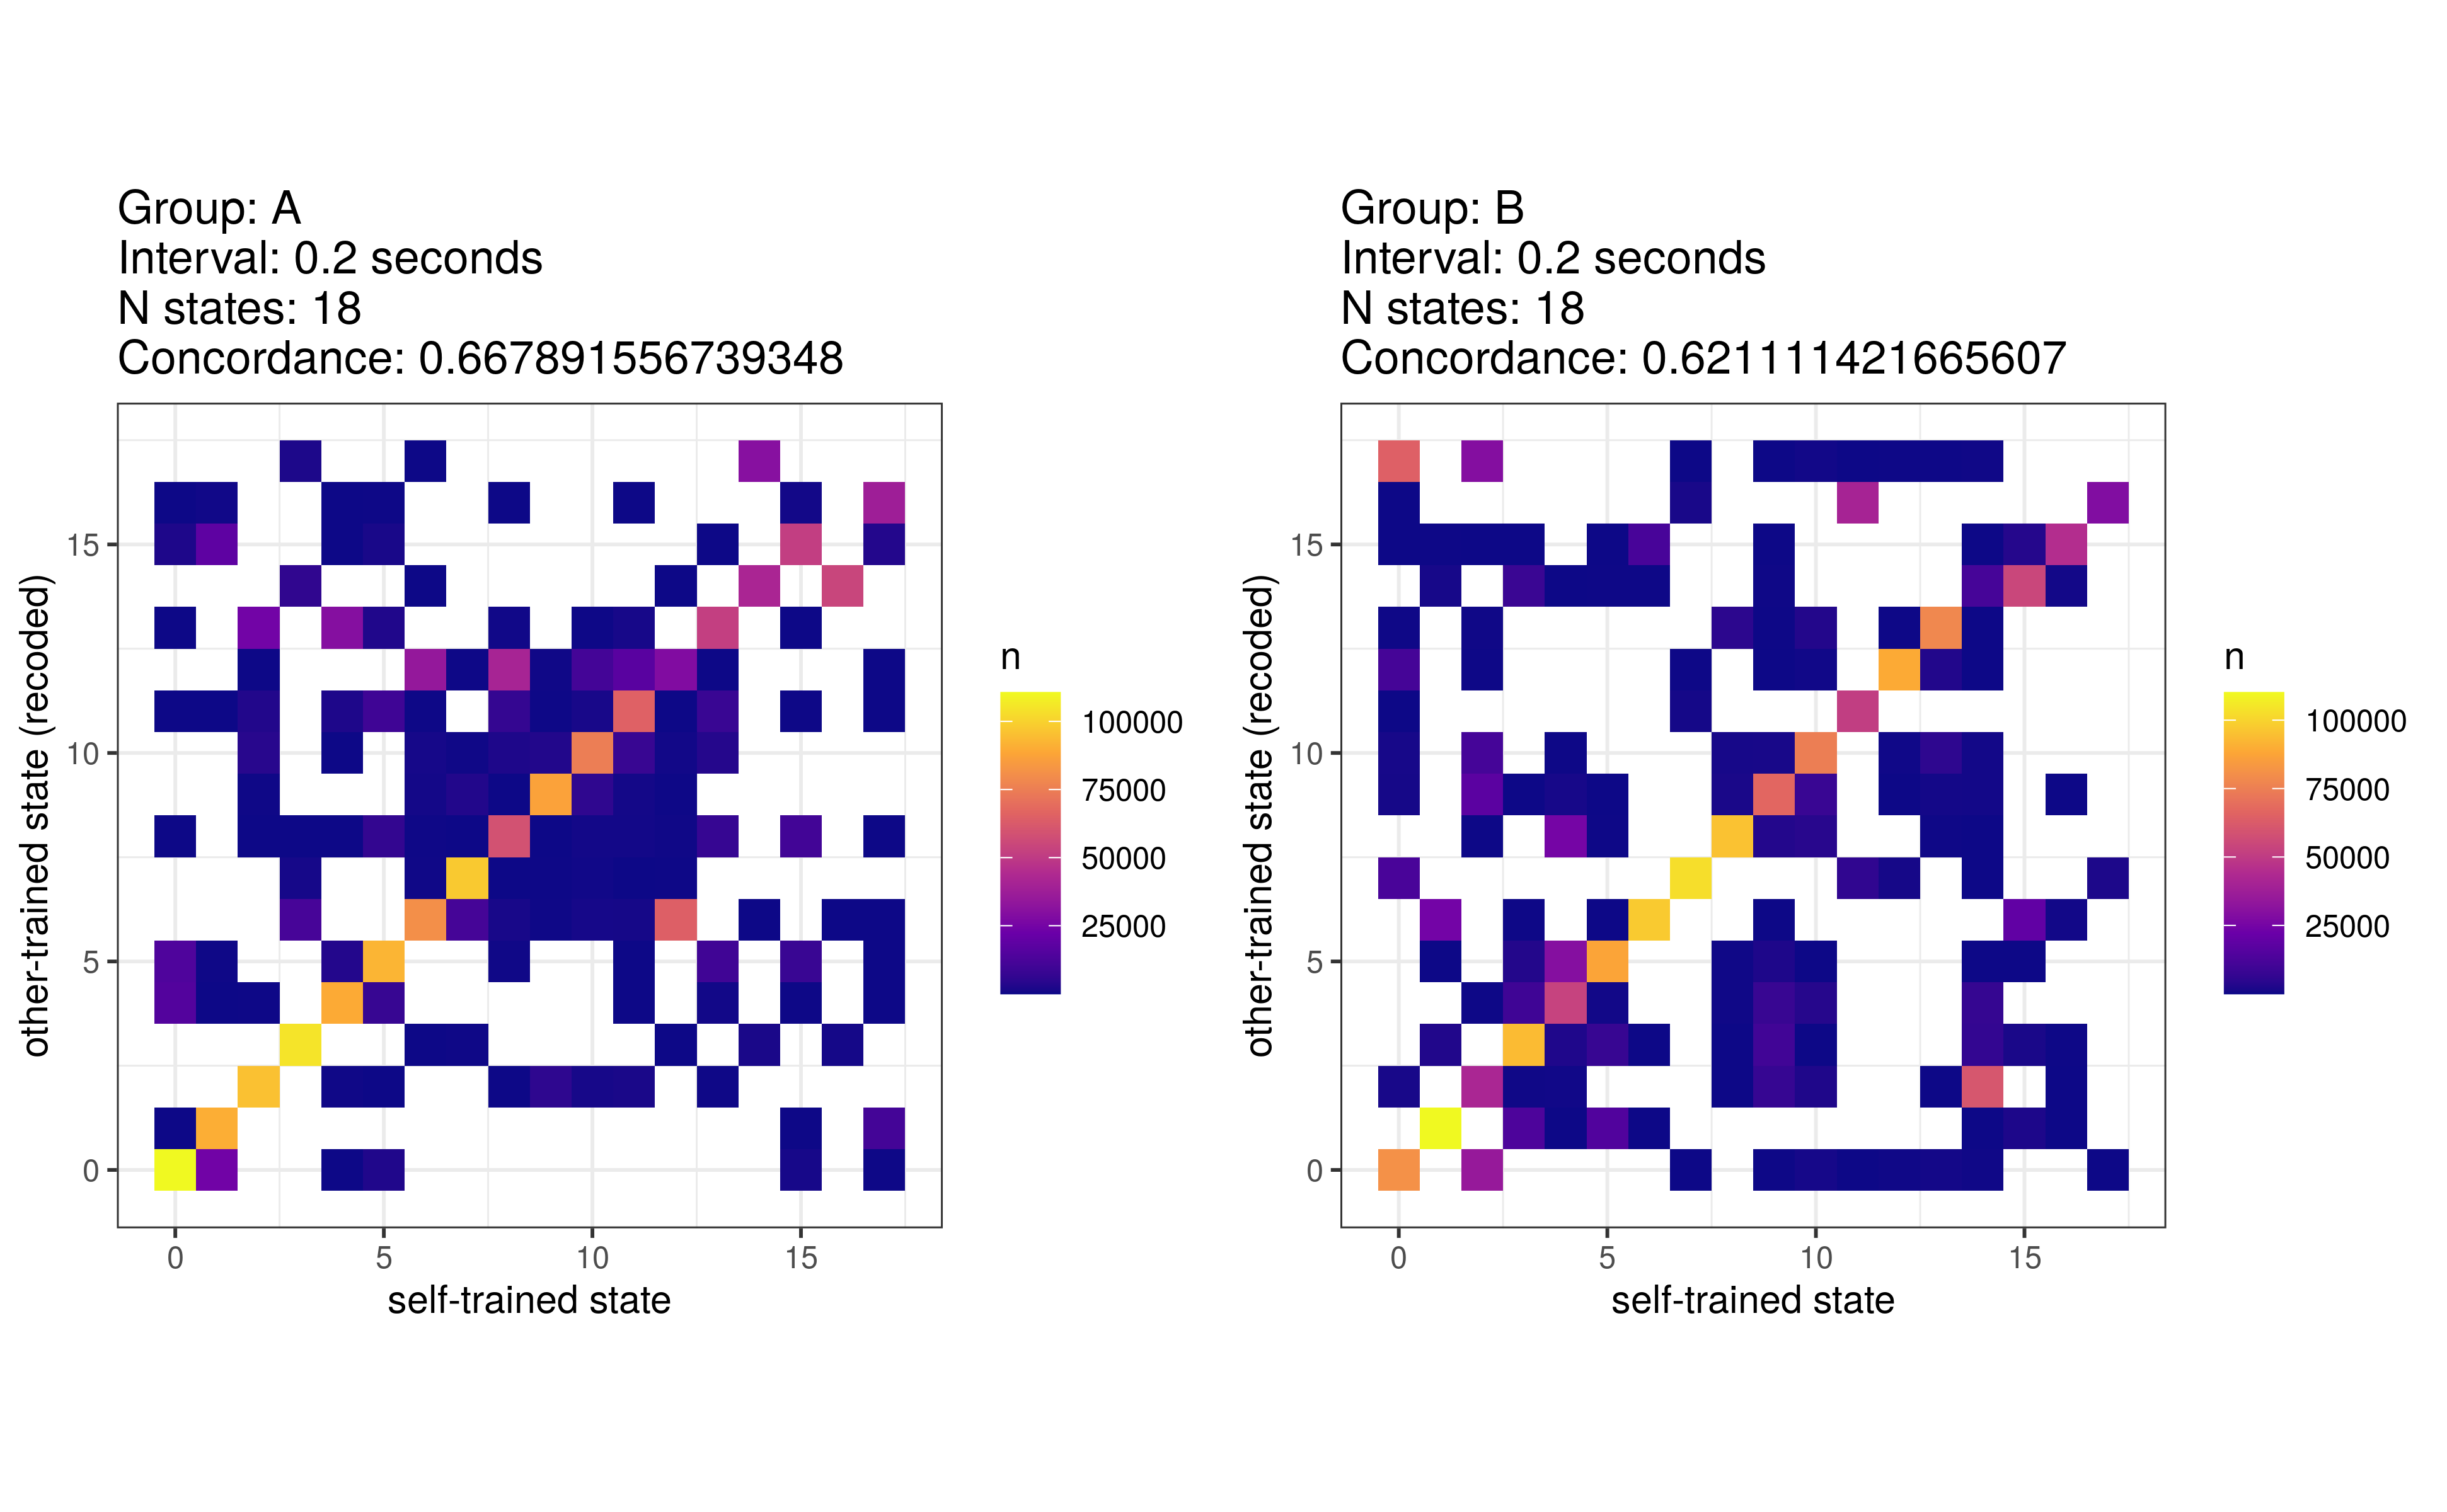 Group: A
Interval: 0.2 seconds
N states: 18
Concordance: 0.667891556739348
other-trained state (recoded)
15
10
5
0
0 5 10 15
self-trained state
n
100000
75000
50000
25000
Group: B
Interval: 0.2 seconds
N states: 18
Concordance: 0.621111421665607
other-trained state (recoded)
15
10
5
0
0 5 10 15
self-trained state
n
100000
75000
50000
25000